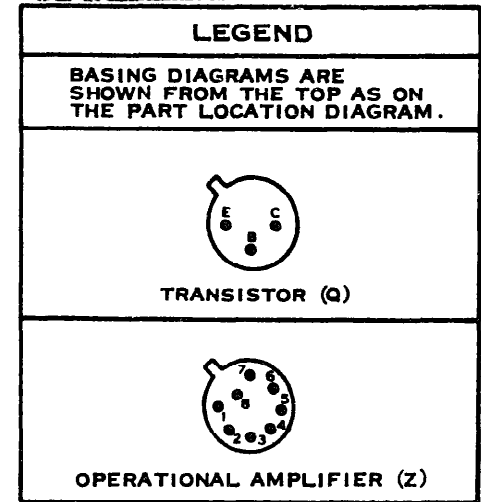 LEGEND
BASING DIAGRAMS ARE
SHOWN FROM THE TOP AS ON
THE PART LOCATION DIAGRAM.
E C
B
TRANSISTOR (Q)
7 6
8 5
1
2 3 4
OPERATIONAL AMPLIFIER (Z)